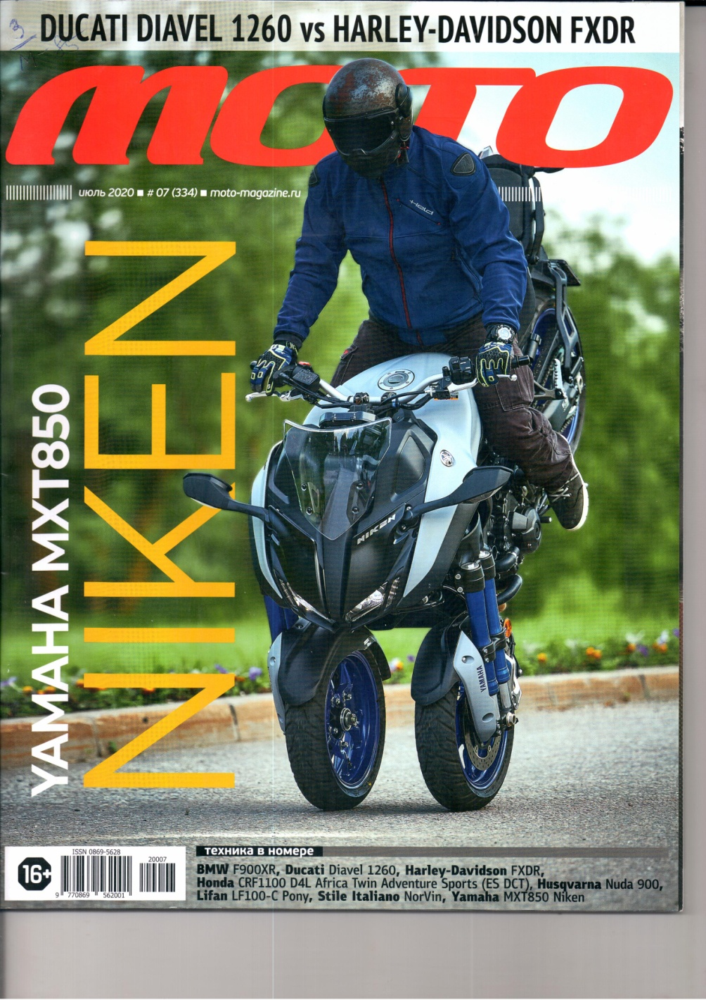 DUCATI DIAVEL 1260 vs HARLEY-DAVIDSON FXDR
MOTO
июль 2020 ■ # 07 (334) ■ moto-magazine.ru
Held
YAMAHA MXT850
NIKEN
NIKEN
YAMAHA
16+
ISSN 0869-5628
20007
9 770869 562001
техника в номере
BMW F900XR, Ducati Diavel 1260, Harley-Davidson FXDR,
Honda CRF1100 D4L Africa Twin Adventure Sports (ES DCT), Husqvarna Nuda 900,
Lifan LF100-C Pony, Stile Italiano NorVin, Yamaha MXT850 Niken